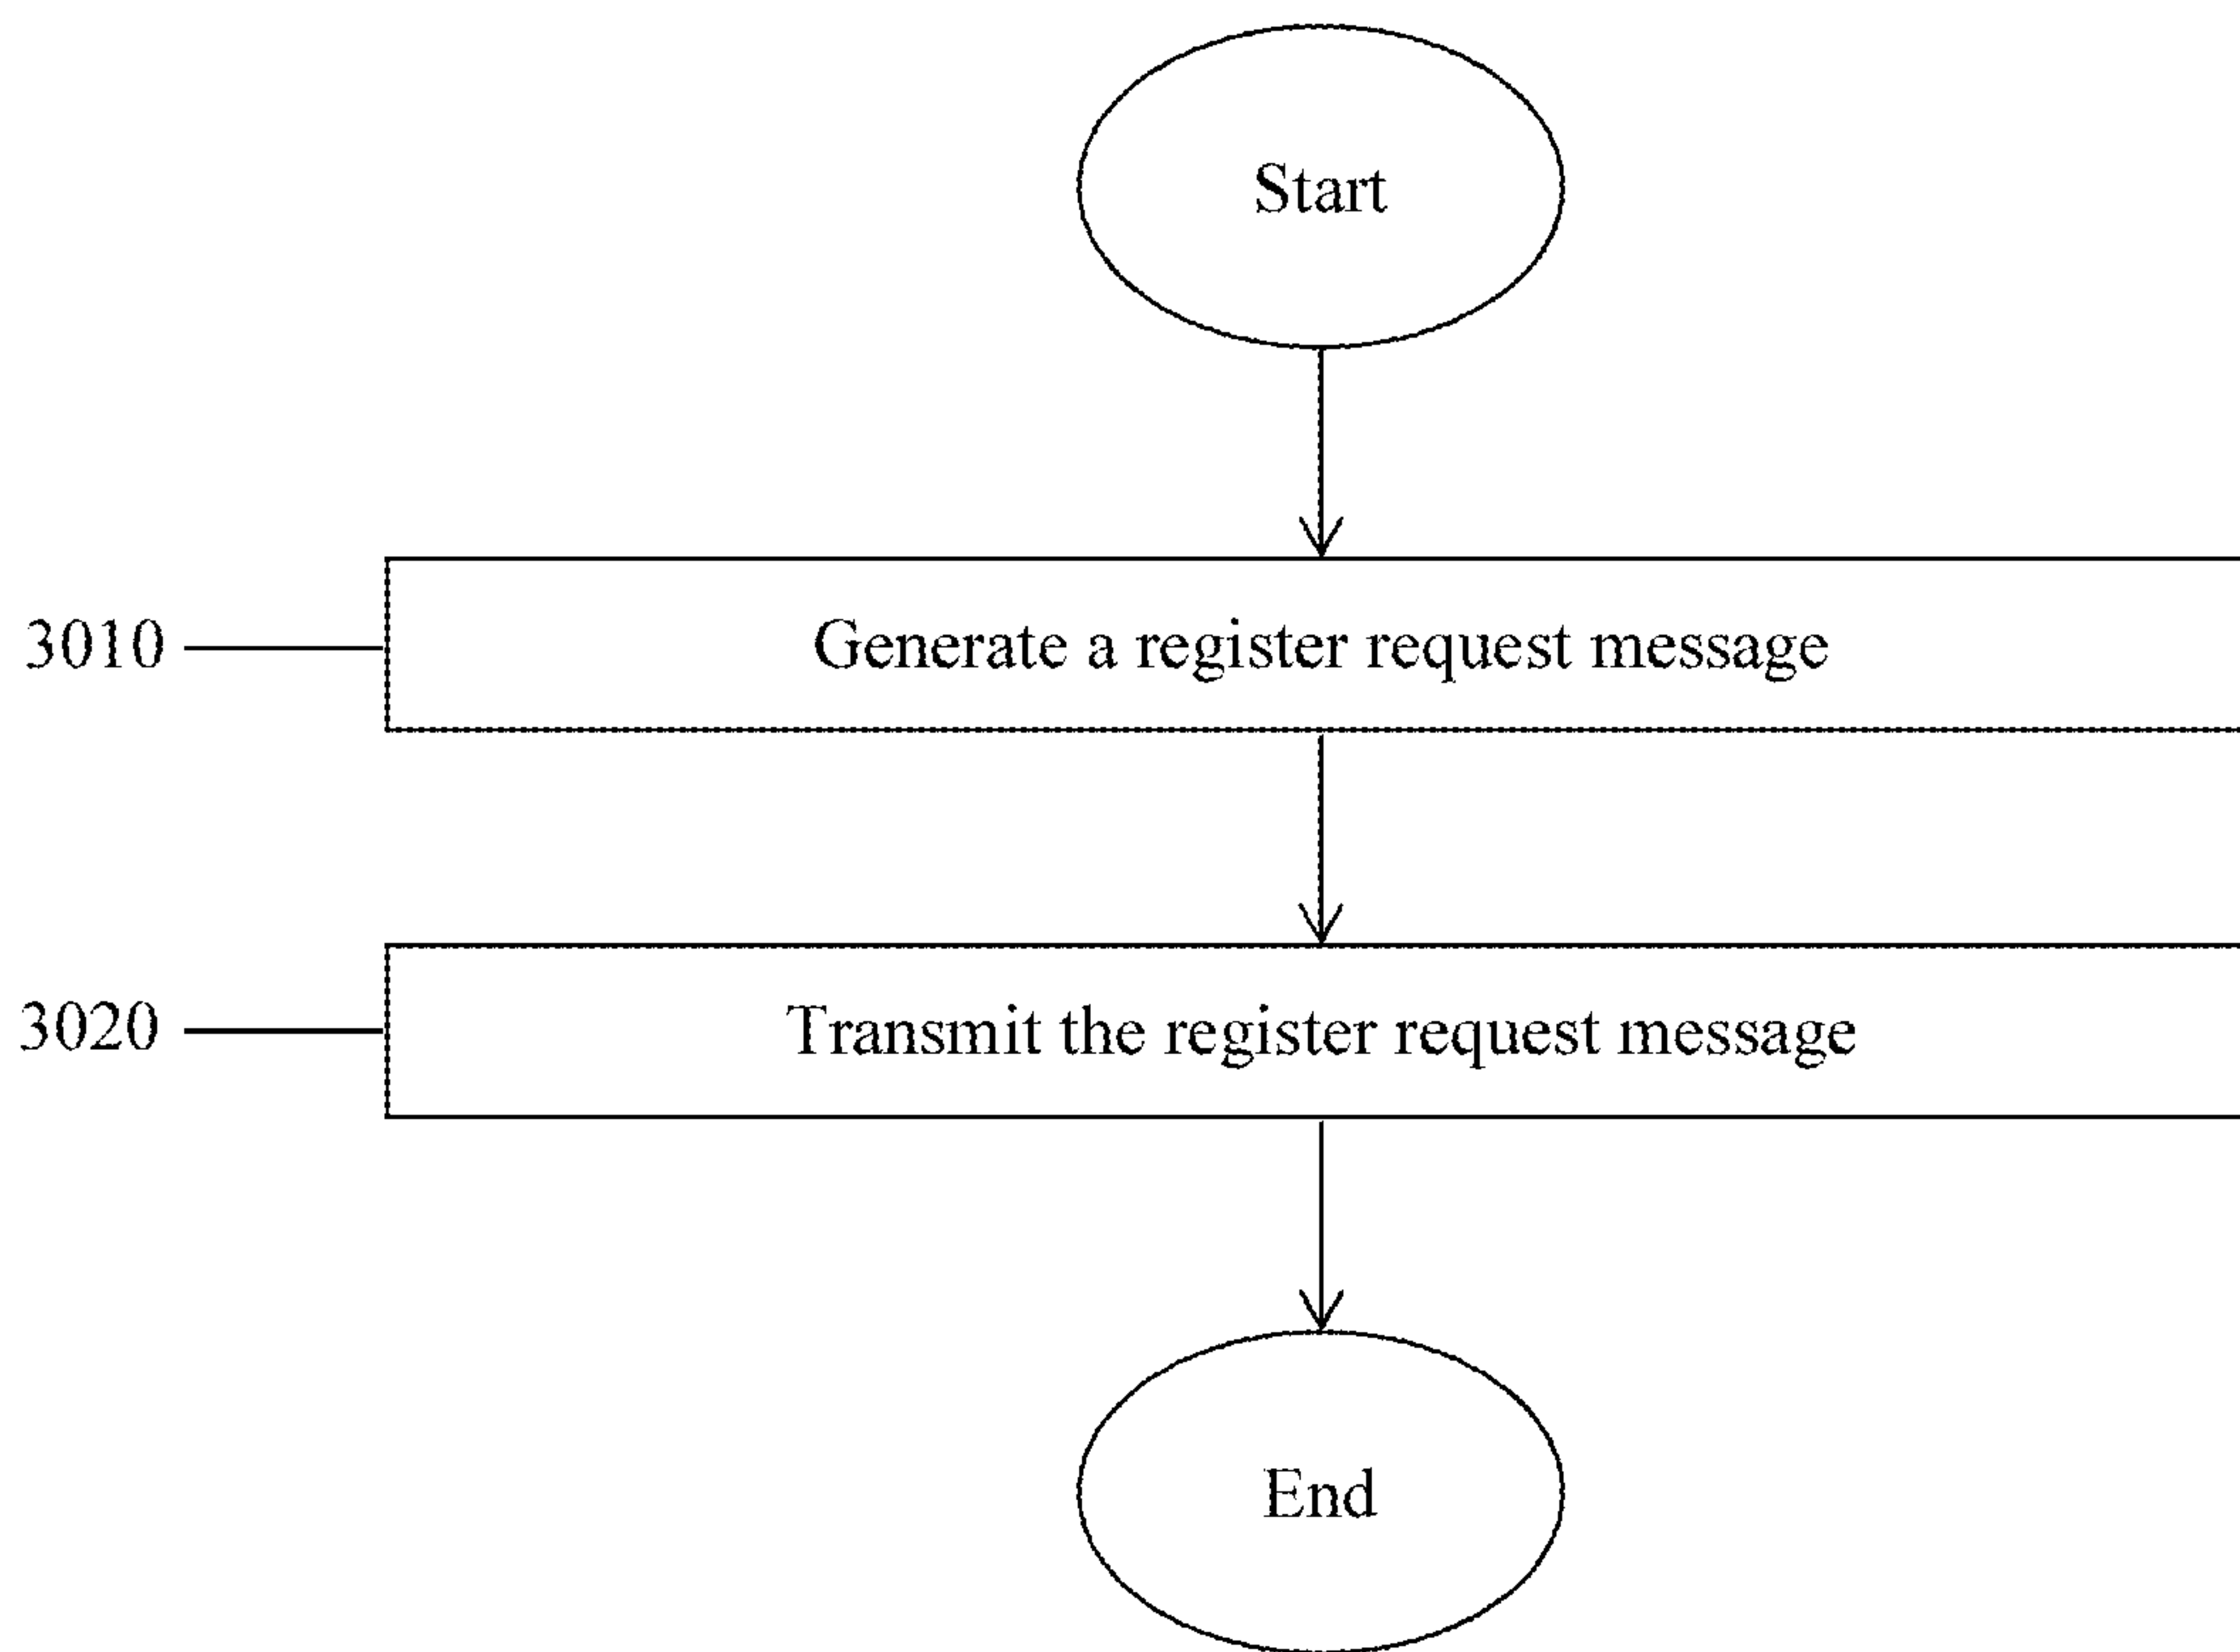 Start
3010
Generate a register request message
3020
Transmit the register request message
End